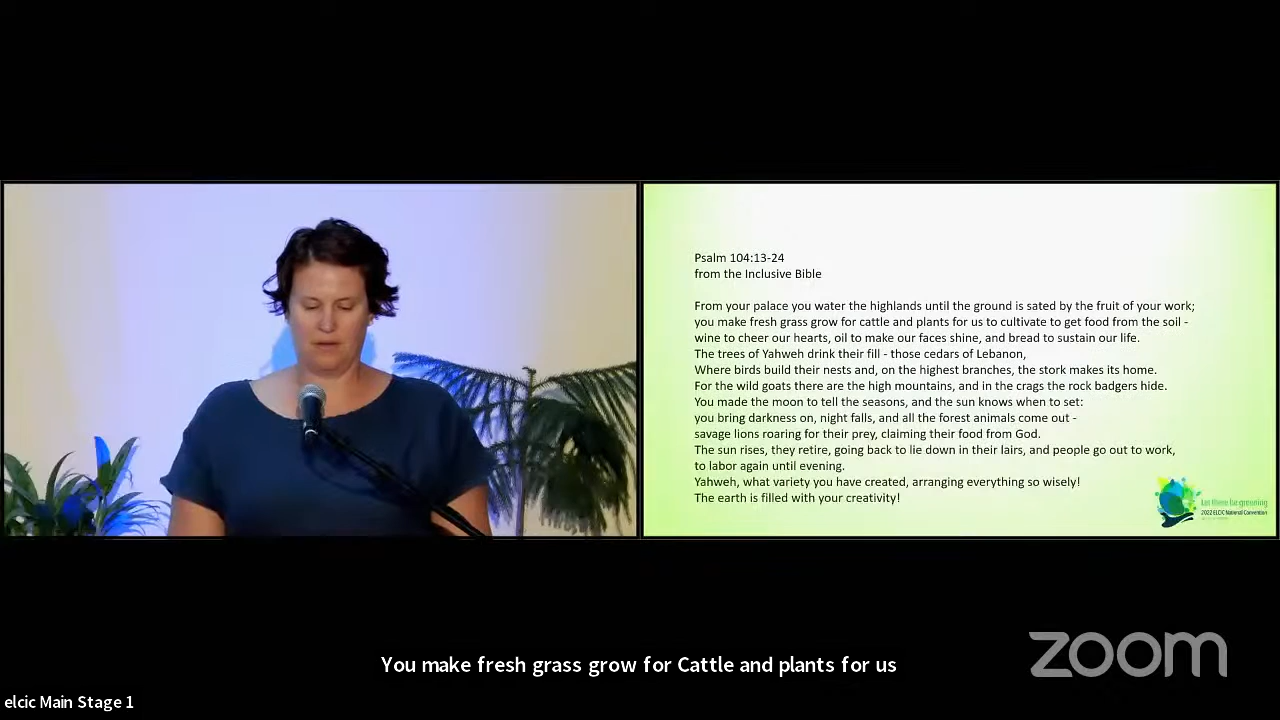 Psalm 104:13-24
from the Inclusive Bible
From your palace you water the highlands until the ground is sated by the fruit of your work;
you make fresh grass grow for cattle and plants for us to cultivate to get food from the soil -
wine to cheer our hearts, oil to make our faces shine, and bread to sustain our life.
The trees of Yahweh drink their fill - those cedars of Lebanon,
Where birds build their nests and, on the highest branches, the stork makes its home.
For the wild goats there are the high mountains, and in the crags the rock badgers hide.
You made the moon to tell the seasons, and the sun knows when to set:
you bring darkness on, night falls, and all the forest animals come out -
savage lions roaring for their prey, claiming their food from God.
The sun rises, they retire, going back to lie down in their lairs, and people go out to work,
to labor again until evening.
Yahweh, what variety you have created, arranging everything so wisely!
The earth is filled with your creativity!
Let there be greening
2022 ELCIC National Convention
You make fresh grass grow for Cattle and plants for us
zoom
elcic Main Stage 1